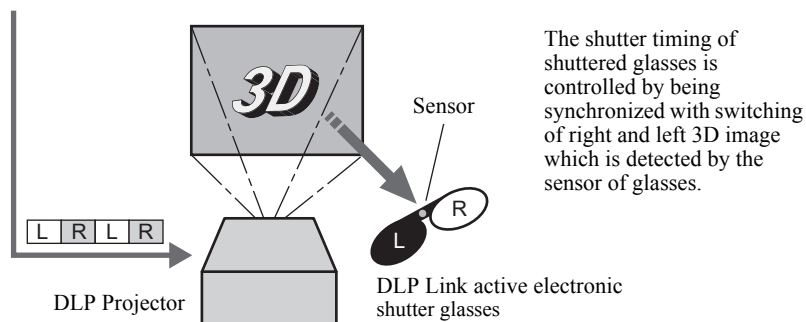 The shutter timing of
shuttered glasses is
controlled by being
synchronized with switching
of right and left 3D image
which is detected by the
sensor of glasses.
3D
Sensor
R
L
L R L R
DLP Projector
DLP Link active electronic
shutter glasses